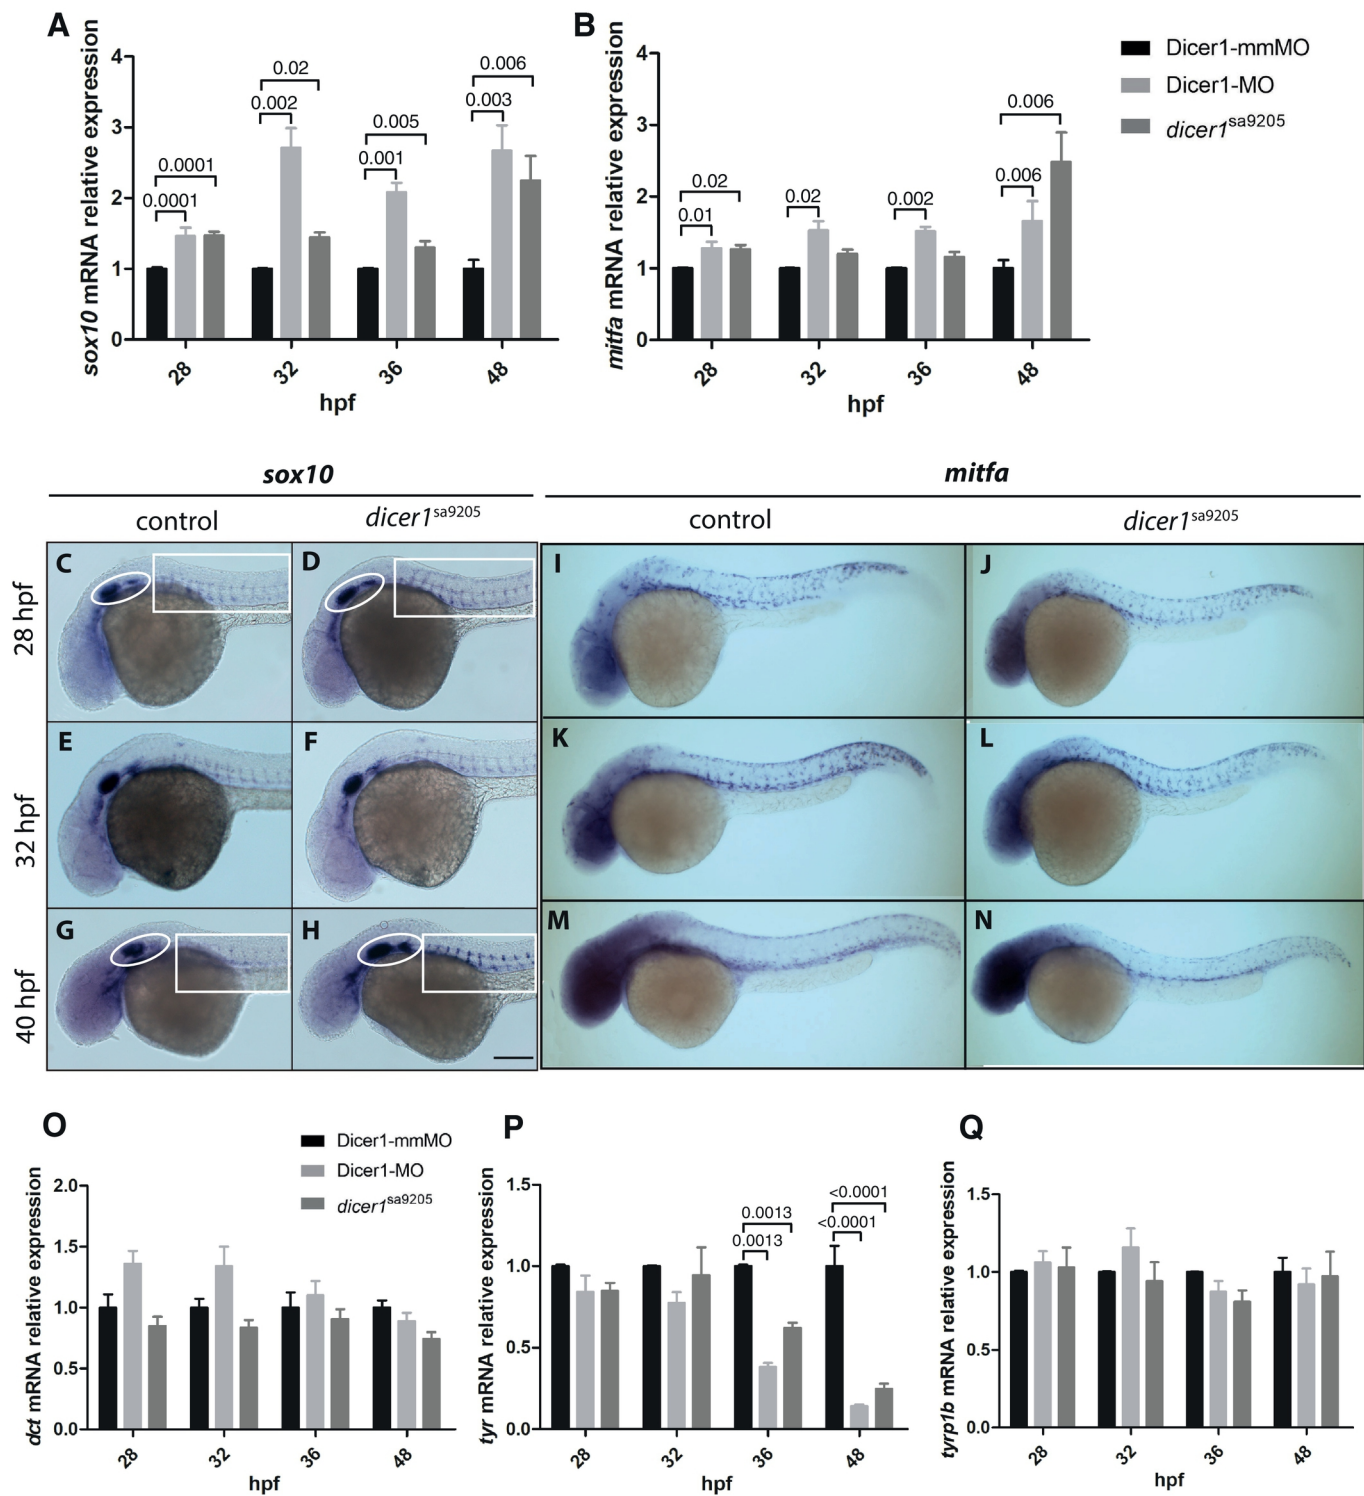 A
sox10 mRNA relative expression
4
3
2
1
0
0.0001
0.0001
0.02
0.002
0.005
0.001
0.006
0.003
28
32
36
48
hpf
B
mitfa mRNA relative expression
4
3
2
1
0
0.02
0.01
0.02
0.002
0.006
0.006
28
32
36
48
hpf
Dicer1-mmMO
Dicer1-MO
dicer1sa9205
sox10
mitfa
control
dicer1sa9205
control
dicer1sa9205
28 hpf
C
D
I
J
32 hpf
E
F
K
L
40 hpf
G
H
M
N
O
Dicer1-mmMO
Dicer1-MO
dicer1sa9205
dct mRNA relative expression
2.0
1.5
1.0
0.5
0.0
28
32
36
48
hpf
P
tyr mRNA relative expression
1.5
1.0
0.5
0.0
0.0013
0.0013
<0.0001
<0.0001
28
32
36
48
hpf
Q
tyrp1b mRNA relative expression
1.5
1.0
0.5
0.0
28
32
36
48
hpf